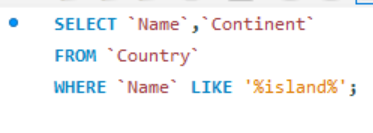 SELECT `Name`,`Continent`
FROM `Country`
WHERE `Name` LIKE '%island%';